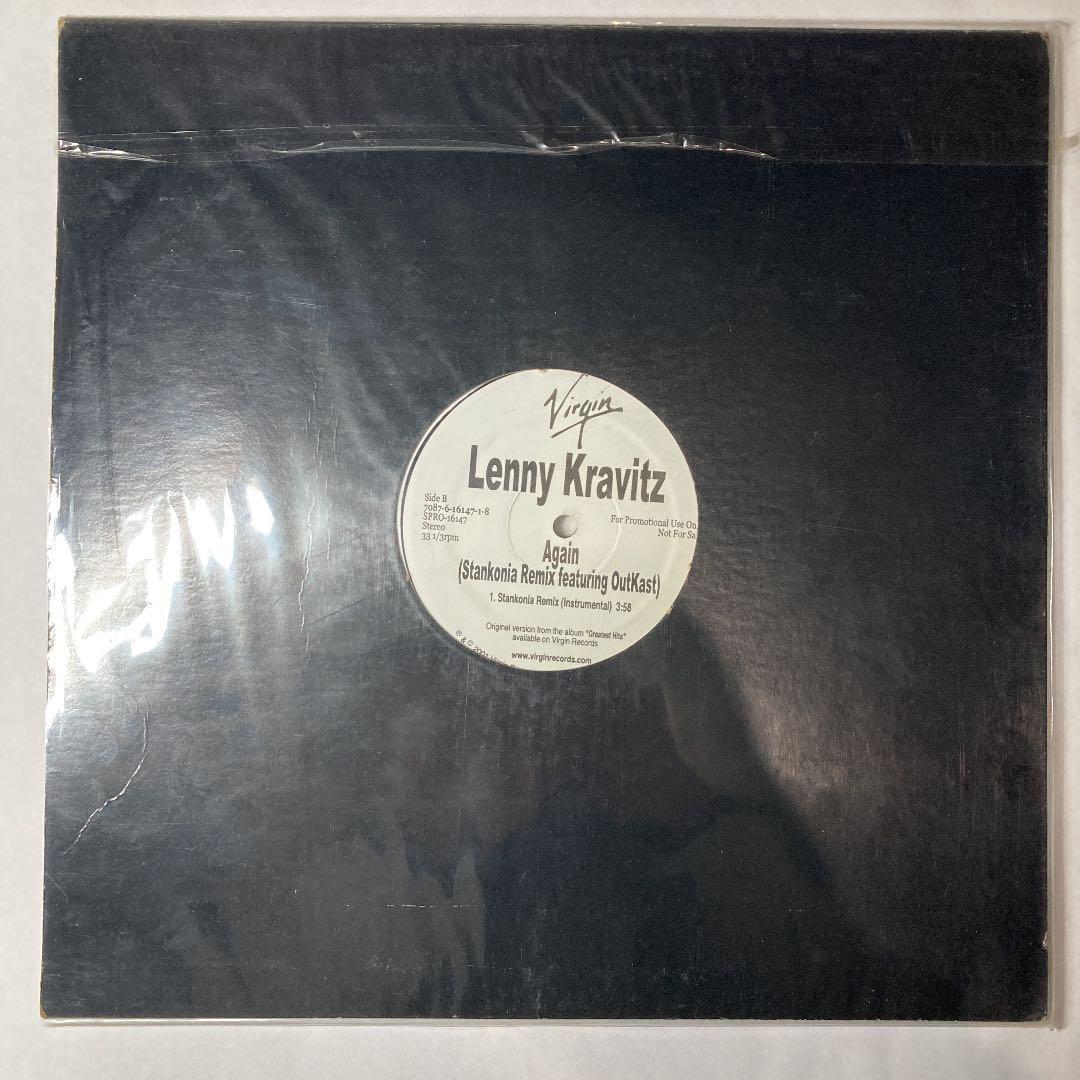 Virgin
Lenny Kravitz
Side B
7087-6-16147-1-8
SPRO-16147
Stereo
33 1/3rpm
For Promotional Use On
Not For Sa
Again
(Stankonia Remix featuring OutKast)
1. Stankonia Remix (Instrumental) 3:58
Original version from the album "Greatest Hits"
available on Virgin Records
www.virginrecords.com
℗ & © 2001 Virgin